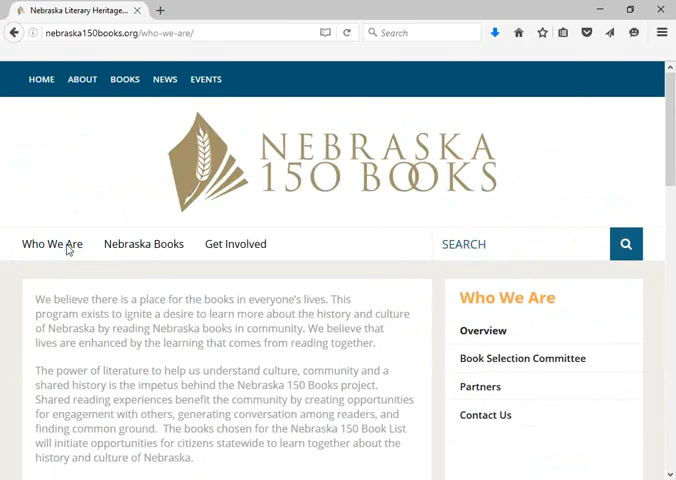 Nebraska Literary Heritage...
nebraska150books.org/who-we-are/
Search
HOME ABOUT BOOKS NEWS EVENTS
NEBRASKA
150 BOOKS
Who We Are Nebraska Books Get Involved SEARCH
We believe there is a place for the books in everyone's lives. This
program exists to ignite a desire to learn more about the history and culture
of Nebraska by reading Nebraska books in community. We believe that
lives are enhanced by the learning that comes from reading together.
The power of literature to help us understand culture, community and a
shared history is the impetus behind the Nebraska 150 Books project.
Shared reading experiences benefit the community by creating opportunities
for engagement with others, generating conversation among readers, and
finding common ground. The books chosen for the Nebraska 150 Book List
will initiate opportunities for citizens statewide to learn together about the
history and culture of Nebraska.
Who We Are
Overview
Book Selection Committee
Partners
Contact Us